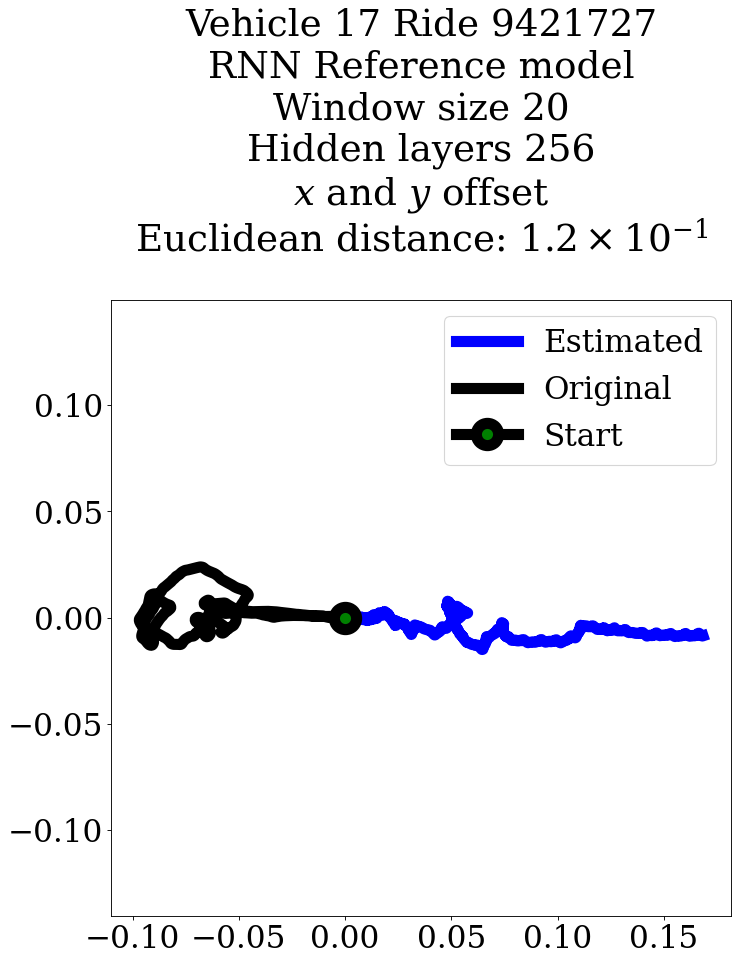 Vehicle 17 Ride 9421727
RNN Reference model
Window size 20
Hidden layers 256
x and y offset
Euclidean distance: 1.2 × 10⁻¹
Estimated
Original
Start
0.10
0.05
0.00
−0.05
−0.10
−0.10 −0.05 0.00 0.05 0.10 0.15